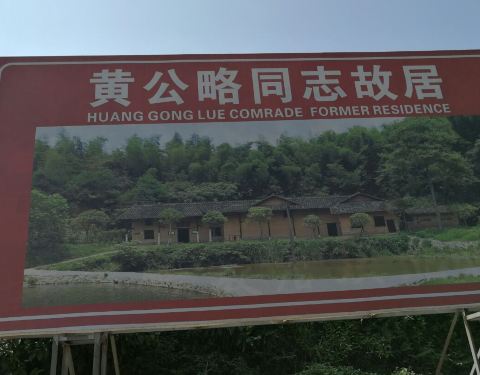 黄公略同志故居
HUANG GONG LUE COMRADE FORMER RESIDENCE